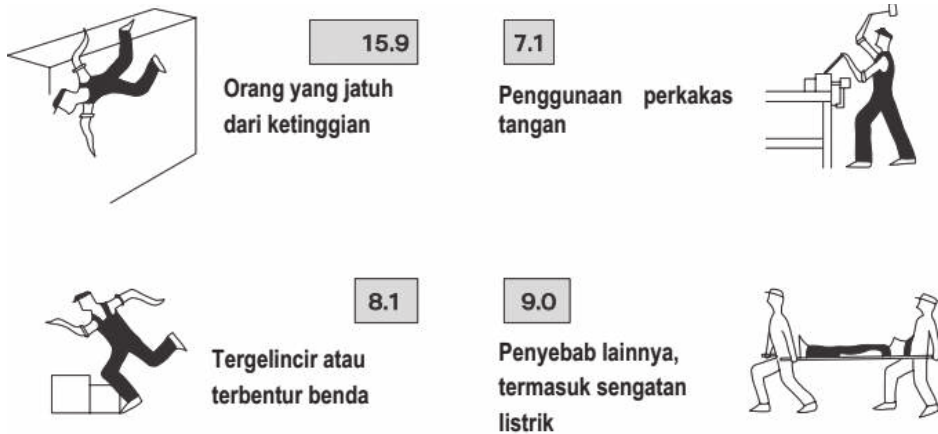 15.9
Orang yang jatuh
dari ketinggian
7.1
Penggunaan perkakas
tangan
8.1
Tergelincir atau
terbentur benda
9.0
Penyebab lainnya,
termasuk sengatan
listrik